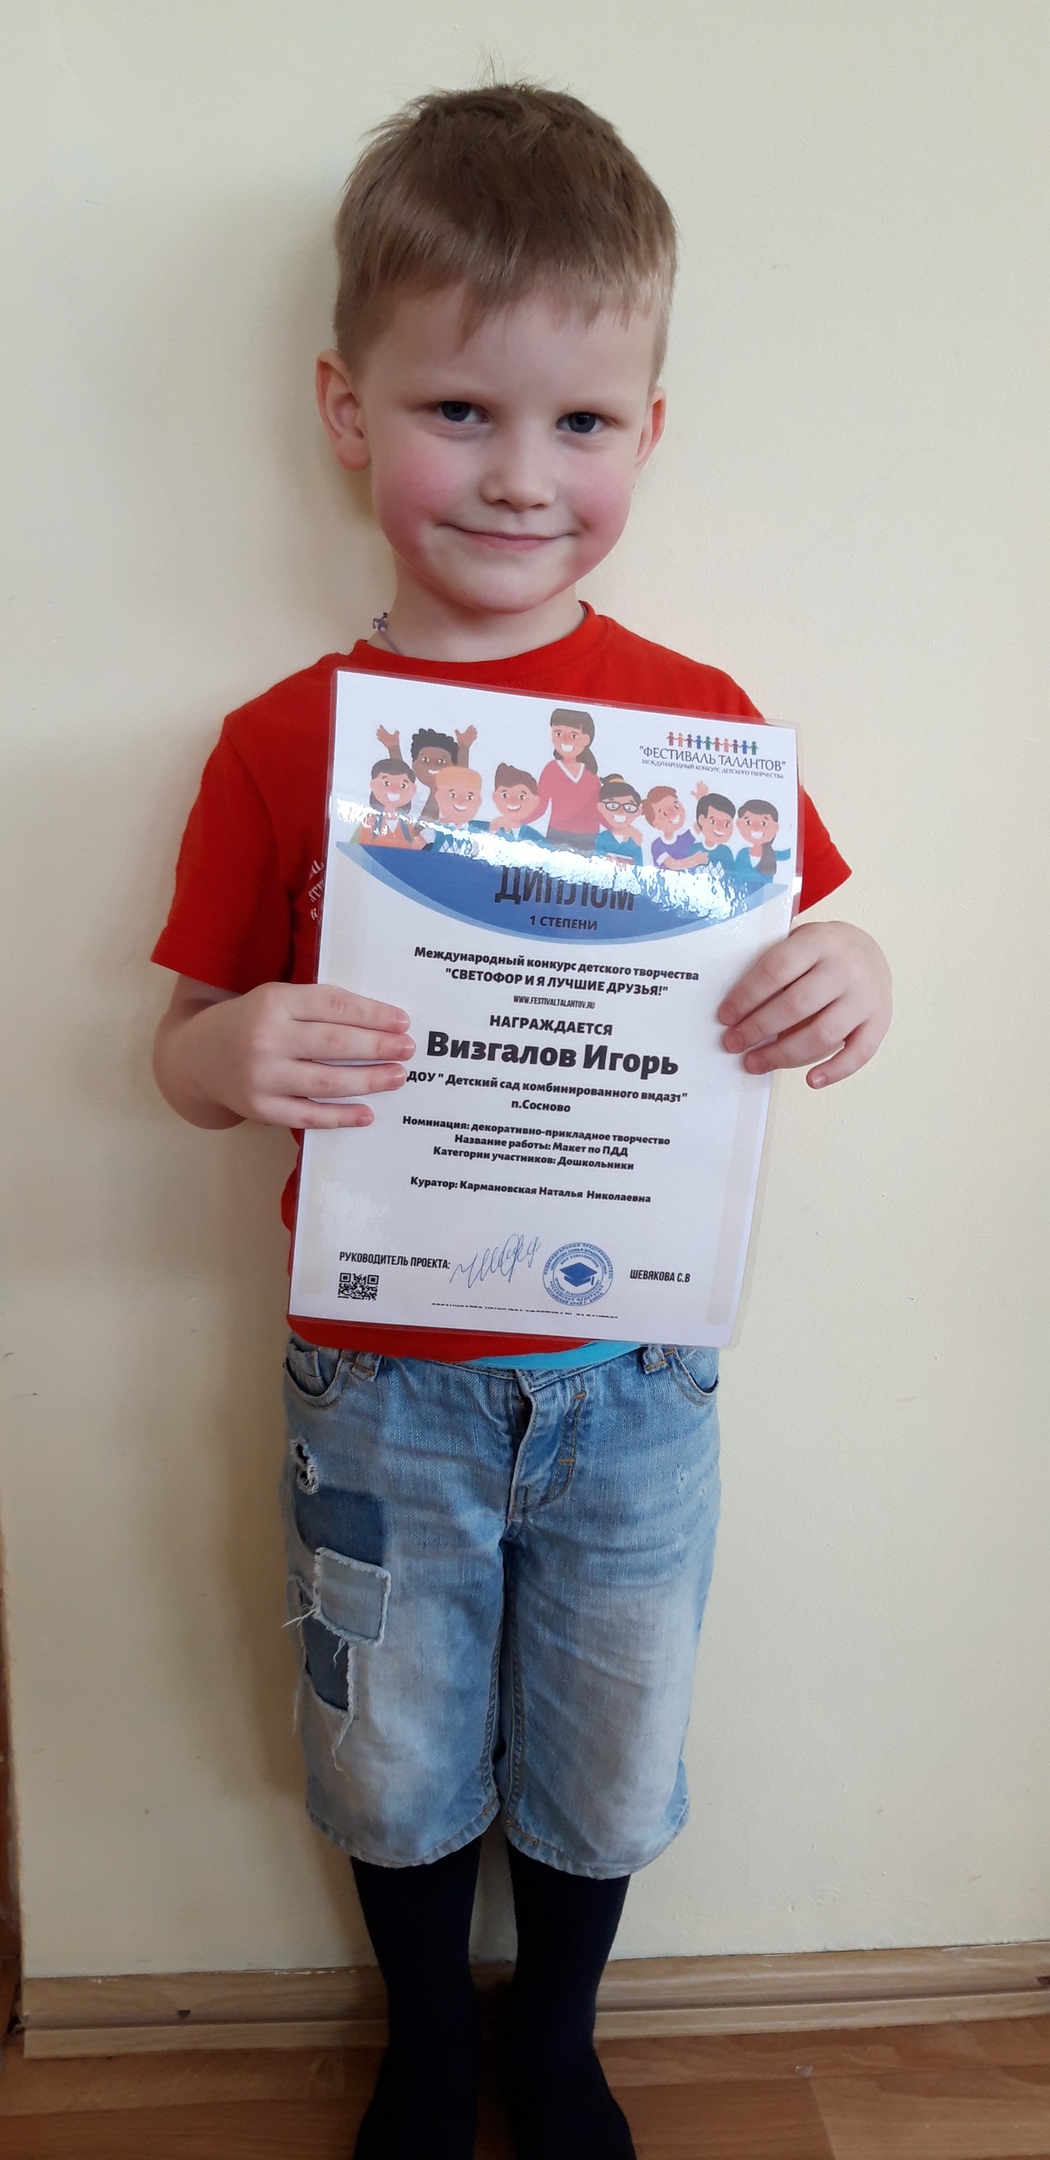 "ФЕСТИВАЛЬ ТАЛАНТОВ"
МЕЖДУНАРОДНЫЙ КОНКУРС ДЕТСКОГО ТВОРЧЕСТВА
ДИПЛОМ
1 СТЕПЕНИ
Международный конкурс детского творчества
"СВЕТОФОР И Я ЛУЧШИЕ ДРУЗЬЯ!"
WWW.FESTIVALTALANTOV.RU
НАГРАЖДАЕТСЯ
Визгалов Игорь
ДОУ " Детский сад комбинированного вида31"
п.Сосново
Номинация: декоративно-прикладное творчество
Название работы: Макет по ПДД
Категории участников: Дошкольники
Куратор: Кармановская Наталья Николаевна
РУКОВОДИТЕЛЬ ПРОЕКТА:
ШЕВЯКОВА С.В